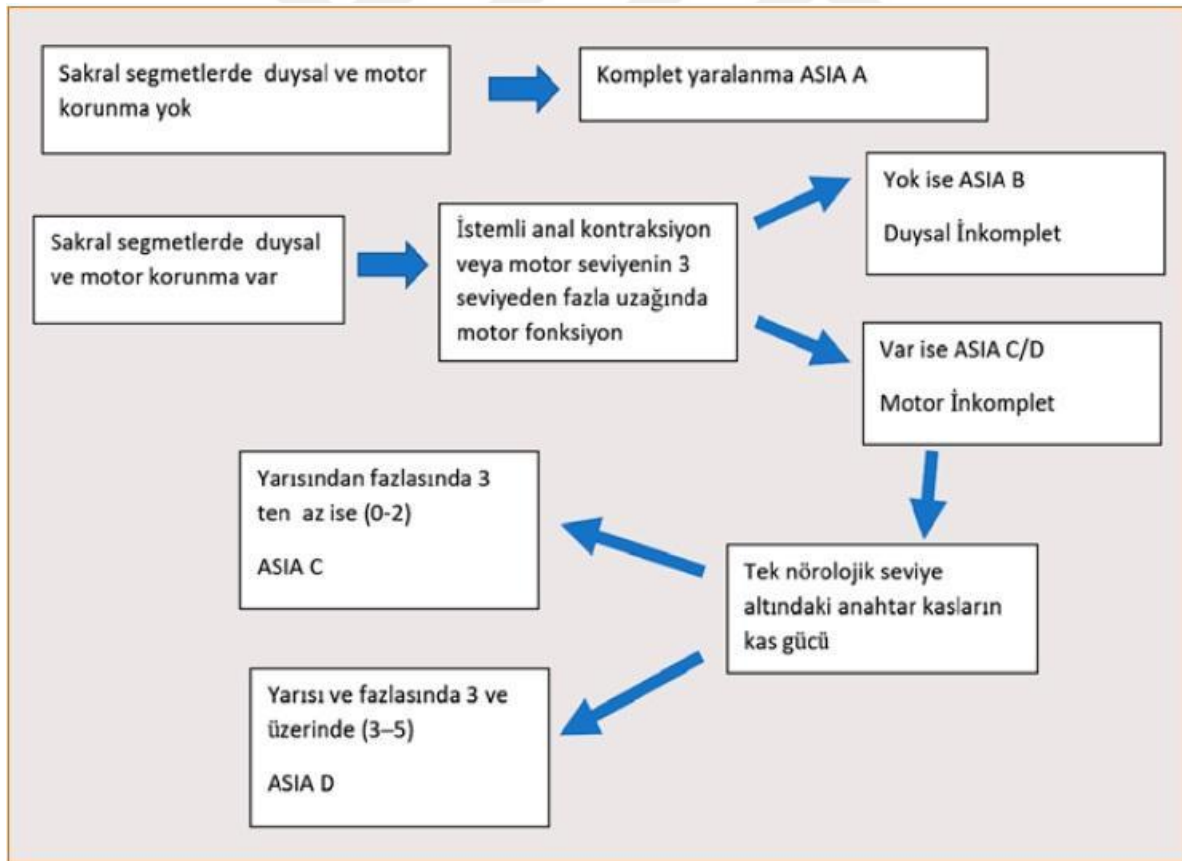 Sakral segmetlerde duysal ve motor
korunma yok
Komplet yaralanma ASIA A
Sakral segmetlerde duysal
ve motor korunma var
İstemli anal kontraksiyon
veya motor seviyenin 3
seviyeden fazla uzağında
motor fonksiyon
Yok ise ASIA B
Duysal İnkomplet
Var ise ASIA C/D
Motor İnkomplet
Tek nörolojik seviye
altındaki anahtar kasların
kas gücü
Yarısından fazlasında 3
ten az ise (0-2)
ASIA C
Yarısı ve fazlasında 3 ve
üzerinde (3–5)
ASIA D